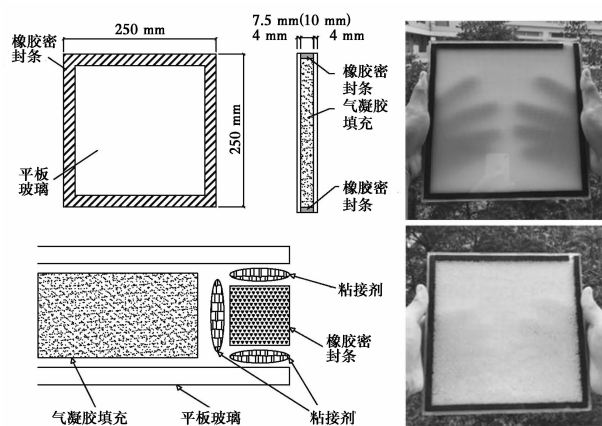 250 mm
7.5 mm(10 mm)
4 mm
4 mm
橡胶密
封条
250 mm
橡胶密
封条
气凝胶
填充
平板
玻璃
橡胶密
封条
粘接剂
橡胶密
封条
气凝胶填充
平板玻璃
粘接剂